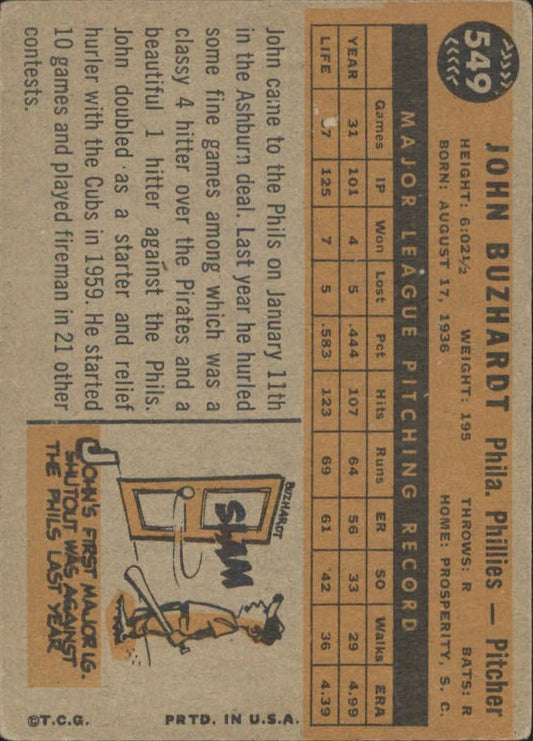 549
JOHN BUZHARDT Phila. Phillies — Pitcher
HEIGHT: 6:02½ WEIGHT: 195 THROWS: R BATS: R
BORN: AUGUST 17, 1936 HOME: PROSPERITY, S. C.
MAJOR LEAGUE PITCHING RECORD
Games IP Won Lost Pct Hits Runs ER SO Walks ERA
YEAR 31 101 4 5 .444 107 64 56 33 29 4.99
LIFE 7 125 7 5 .583 123 69 61 42 36 4.39
John came to the Phils on January 11th
in the Ashburn deal. Last year he hurled
some fine games among which was a
classy 4 hitter over the Pirates and a
beautiful 1 hitter against the Phils.
John doubled as a starter and relief
hurler with the Cubs in 1959. He started
10 games and played fireman in 21 other
contests.
BUZHARDT
SLAM
JOHN'S FIRST MAJOR LG.
SHUTOUT WAS AGAINST
THE PHILS LAST YEAR
©T.C.G. PRTD. IN U.S.A.